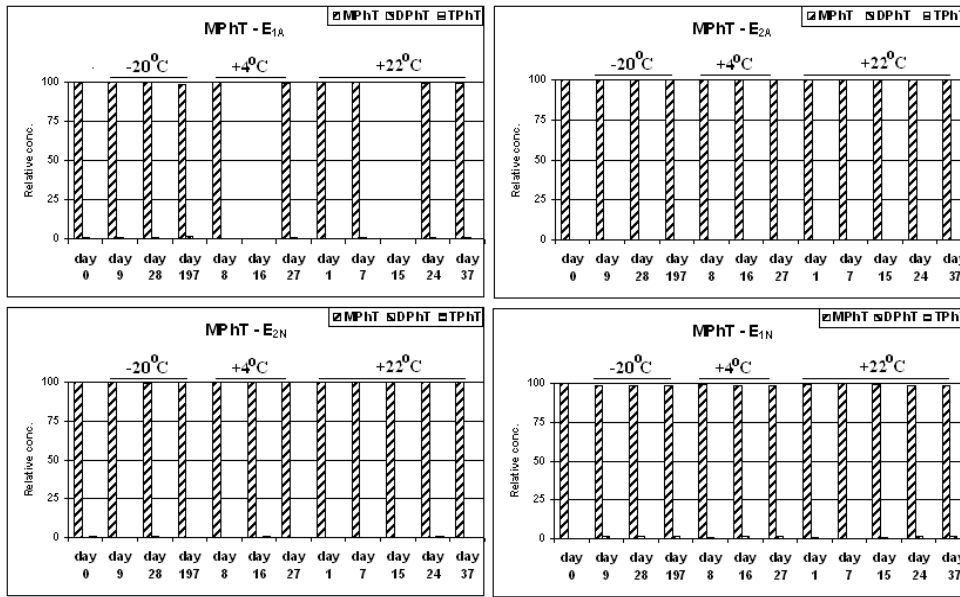 MPhT DPhT TPhT
MPhT - E1A
-20°C +4°C +22°C
100
75
50
25
0
Relative conc.
day day day day day day day day day day day day
0 9 28 197 8 16 27 1 7 15 24 37
MPhT DPhT TPhT
MPhT - E2A
-20°C +4°C +22°C
100
75
50
25
0
Relative conc.
day day day day day day day day day day day day
0 9 28 197 8 16 27 1 7 15 24 37
MPhT DPhT TPhT
MPhT - E2N
-20°C +4°C +22°C
100
75
50
25
0
Relative conc.
day day day day day day day day day day day day
0 9 28 197 8 16 27 1 7 15 24 37
MPhT DPhT TPhT
MPhT - E1N
-20°C +4°C +22°C
100
75
50
25
0
Relative conc.
day day day day day day day day day day day day
0 9 28 197 8 16 27 1 7 15 24 37